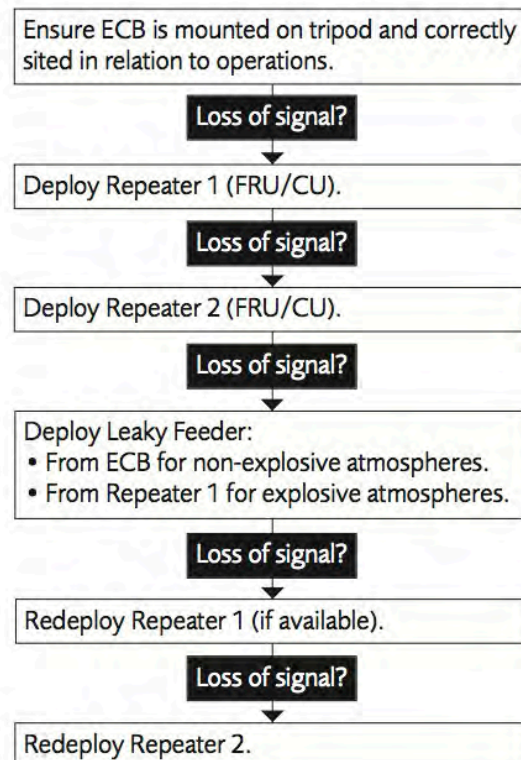 Ensure ECB is mounted on tripod and correctly
sited in relation to operations.
Loss of signal?
Deploy Repeater 1 (FRU/CU).
Loss of signal?
Deploy Repeater 2 (FRU/CU).
Loss of signal?
Deploy Leaky Feeder:
• From ECB for non-explosive atmospheres.
• From Repeater 1 for explosive atmospheres.
Loss of signal?
Redeploy Repeater 1 (if available).
Loss of signal?
Redeploy Repeater 2.